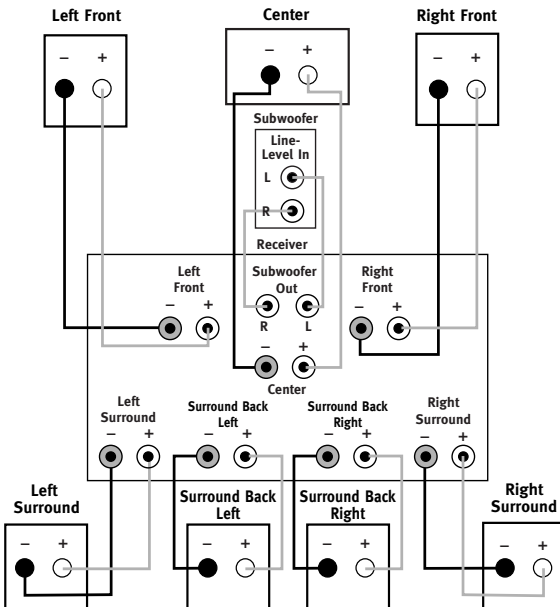 Left Front
Center
Right Front
− +
− +
− +
Subwoofer
Line-
Level In
L
R
Receiver
Left
Front
− +
Subwoofer
Out
R L
Right
Front
− +
− +
Center
Left
Surround
− +
Surround Back
Left
− +
Surround Back
Right
− +
Right
Surround
− +
Left
Surround
− +
Surround Back
Left
− +
Surround Back
Right
− +
Right
Surround
− +